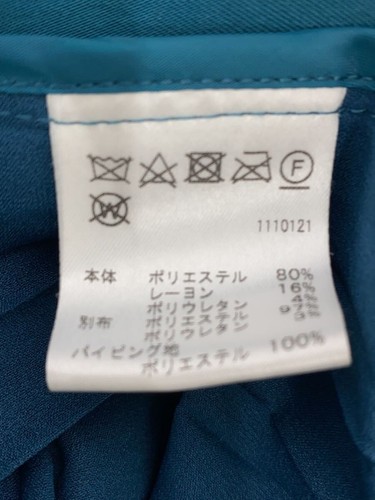 F
W
1110121
本体 ポリエステル 80%
レーヨン 16%
ポリウレタン 4%
別布 ポリエステル 97%
ポリウレタン 3
パイピング地
ポリエステル 100%